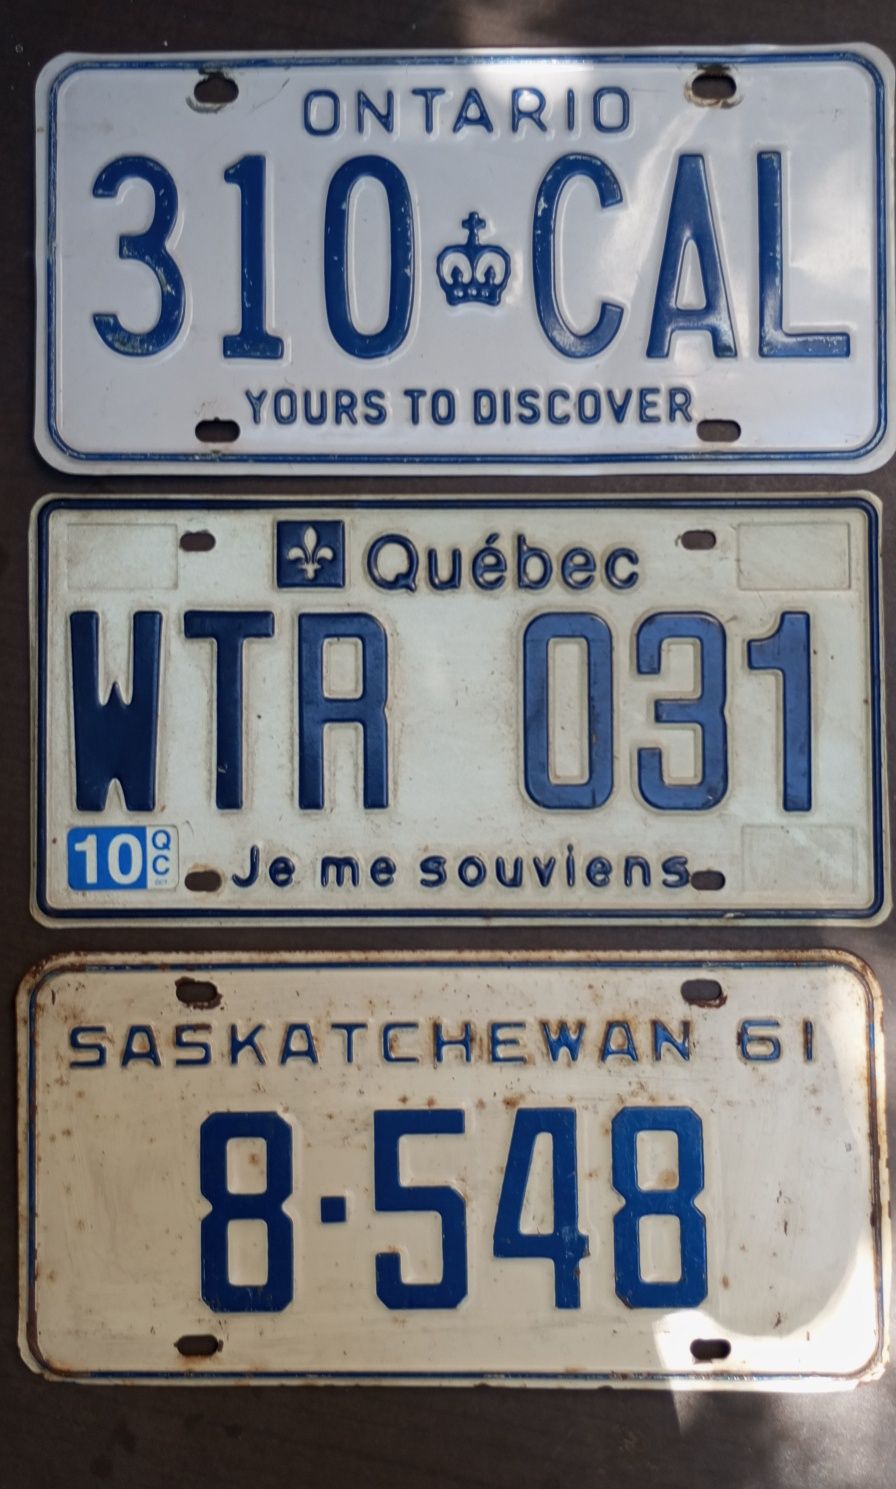 ONTARIO
310 CAL
YOURS TO DISCOVER
Québec
WTR 031
10 QC
Je me souviens
SASKATCHEWAN 61
8·548